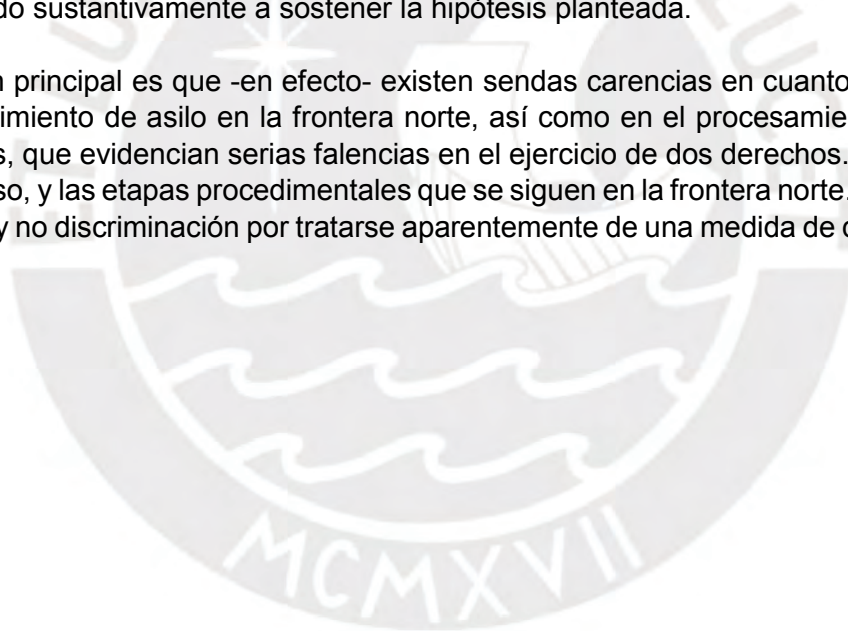 do sustantivamente a sostener la hipótesis planteada.
n principal es que -en efecto- existen sendas carencias en cuanto
imiento de asilo en la frontera norte, así como en el procesamie
s, que evidencian serias falencias en el ejercicio de dos derechos.
so, y las etapas procedimentales que se siguen en la frontera norte.
y no discriminación por tratarse aparentemente de una medida de c
MCMXVII